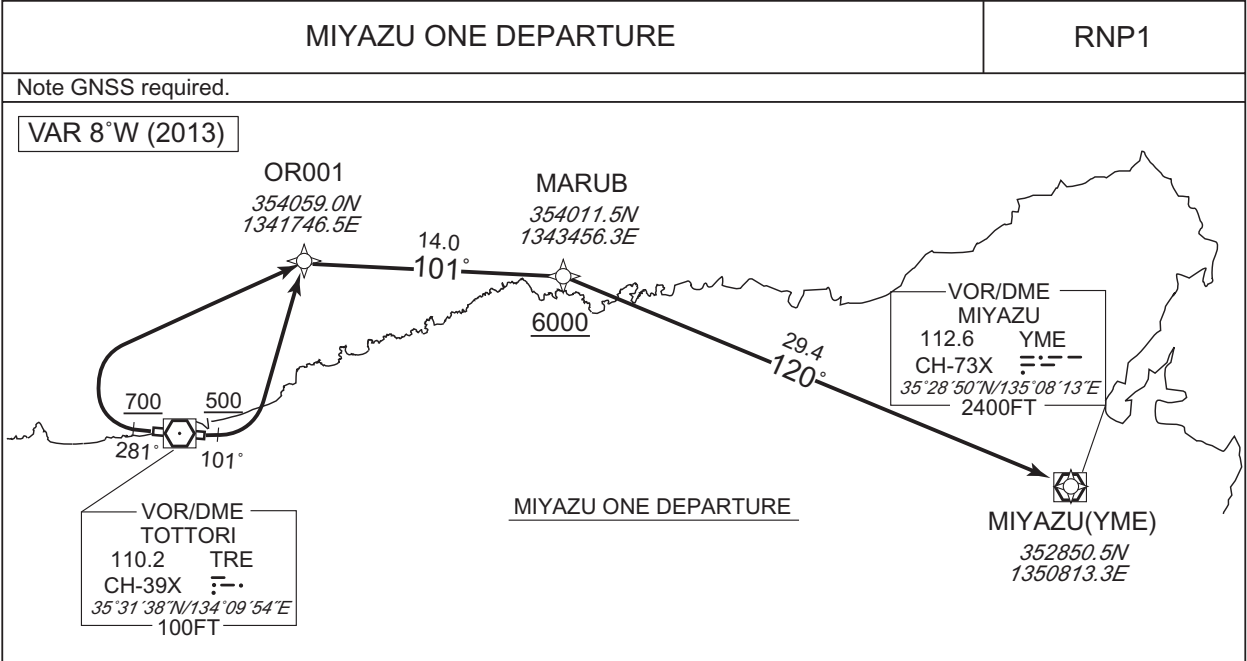 MIYAZU ONE DEPARTURE
RNP1
Note GNSS required.
VAR 8°W (2013)
OR001
354059.0N
1341746.5E
MARUB
354011.5N
1343456.3E
14.0
101°
6000
29.4
120°
VOR/DME
MIYAZU
112.6 YME
CH-73X
35°28′50″N/135°08′13″E
2400FT
700
500
281°
101°
VOR/DME
TOTTORI
110.2 TRE
CH-39X
35°31′38″N/134°09′54″E
100FT
MIYAZU ONE DEPARTURE
MIYAZU(YME)
352850.5N
1350813.3E